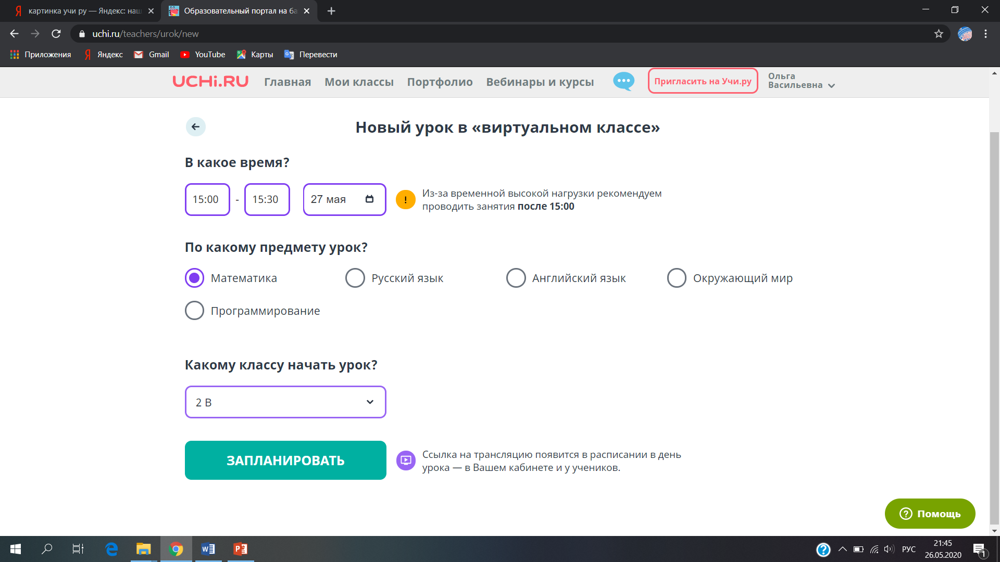 картинка учи ру — Яндекс: наш
Образовательный портал на ба
uchi.ru/teachers/urok/new
Приложения Яндекс Gmail YouTube Карты Перевести
UCHi.RU Главная Мои классы Портфолио Вебинары и курсы Пригласить на Учи.ру Ольга Васильевна
Новый урок в «виртуальном классе»
В какое время?
15:00 - 15:30 27 мая
Из-за временной высокой нагрузки рекомендуем
проводить занятия после 15:00
По какому предмету урок?
Математика Русский язык Английский язык Окружающий мир
Программирование
Какому классу начать урок?
2 В
ЗАПЛАНИРОВАТЬ
Ссылка на трансляцию появится в расписании в день
урока — в Вашем кабинете и у учеников.
Помощь
РУС
21:45
26.05.2020
1